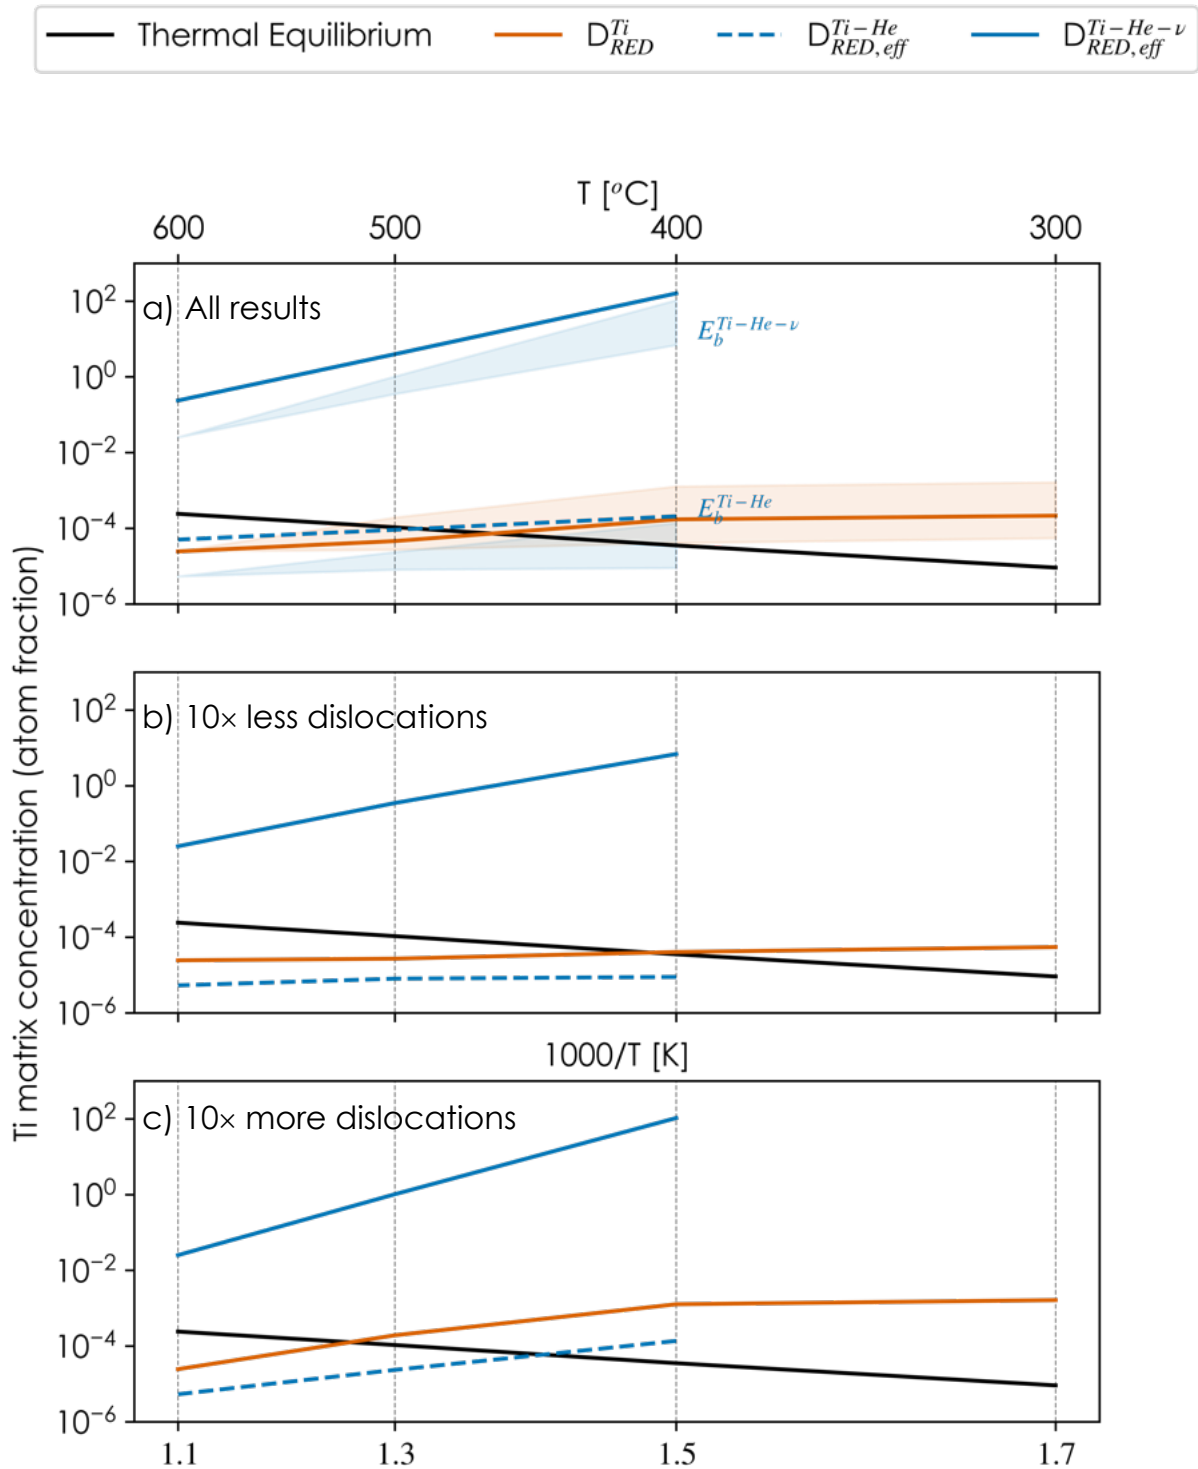 Thermal Equilibrium D_{RED}^{Ti} D_{RED,eff}^{Ti−He} D_{RED,eff}^{Ti−He−ν}
T [°C]
600 500 400 300
a) All results
10^2
10^0
10^{−2}
10^{−4}
10^{−6}
E_b^{Ti−He−ν}
E_b^{Ti−He}
Ti matrix concentration (atom fraction)
b) 10× less dislocations
10^2
10^0
10^{−2}
10^{−4}
10^{−6}
1000/T [K]
c) 10× more dislocations
10^2
10^0
10^{−2}
10^{−4}
10^{−6}
1.1 1.3 1.5 1.7